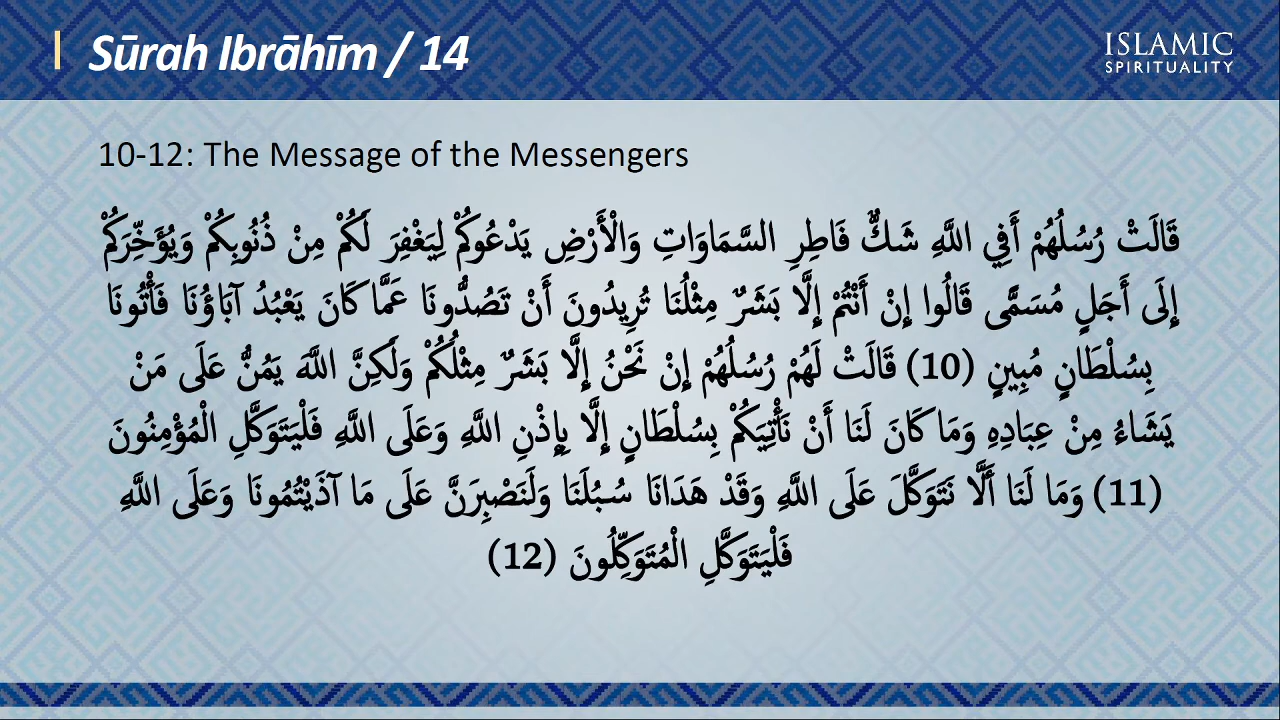 Sūrah Ibrāhīm / 14
ISLAMIC
SPIRITUALITY
10-12: The Message of the Messengers
قَالَتْ رُسُلُهُمْ أَفِي اللَّهِ شَكٌّ فَاطِرِ السَّمَاوَاتِ وَالْأَرْضِ يَدْعُوكُمْ لِيَغْفِرَ لَكُمْ مِنْ ذُنُوبِكُمْ وَيُؤَخِّرَكُمْ
إِلَى أَجَلٍ مُسَمًّى قَالُوا إِنْ أَنْتُمْ إِلَّا بَشَرٌ مِثْلُنَا تُرِيدُونَ أَنْ تَصُدُّونَا عَمَّا كَانَ يَعْبُدُ آبَاؤُنَا فَأْتُونَا
بِسُلْطَانٍ مُبِينٍ (10) قَالَتْ لَهُمْ رُسُلُهُمْ إِنْ نَحْنُ إِلَّا بَشَرٌ مِثْلُكُمْ وَلَكِنَّ اللَّهَ يَمُنُّ عَلَى مَنْ
يَشَاءُ مِنْ عِبَادِهِ وَمَا كَانَ لَنَا أَنْ نَأْتِيَكُمْ بِسُلْطَانٍ إِلَّا بِإِذْنِ اللَّهِ وَعَلَى اللَّهِ فَلْيَتَوَكَّلِ الْمُؤْمِنُونَ
(11) وَمَا لَنَا أَلَّا نَتَوَكَّلَ عَلَى اللَّهِ وَقَدْ هَدَانَا سُبُلَنَا وَلَنَصْبِرَنَّ عَلَى مَا آذَيْتُمُونَا وَعَلَى اللَّهِ
فَلْيَتَوَكَّلِ الْمُتَوَكِّلُونَ (12)